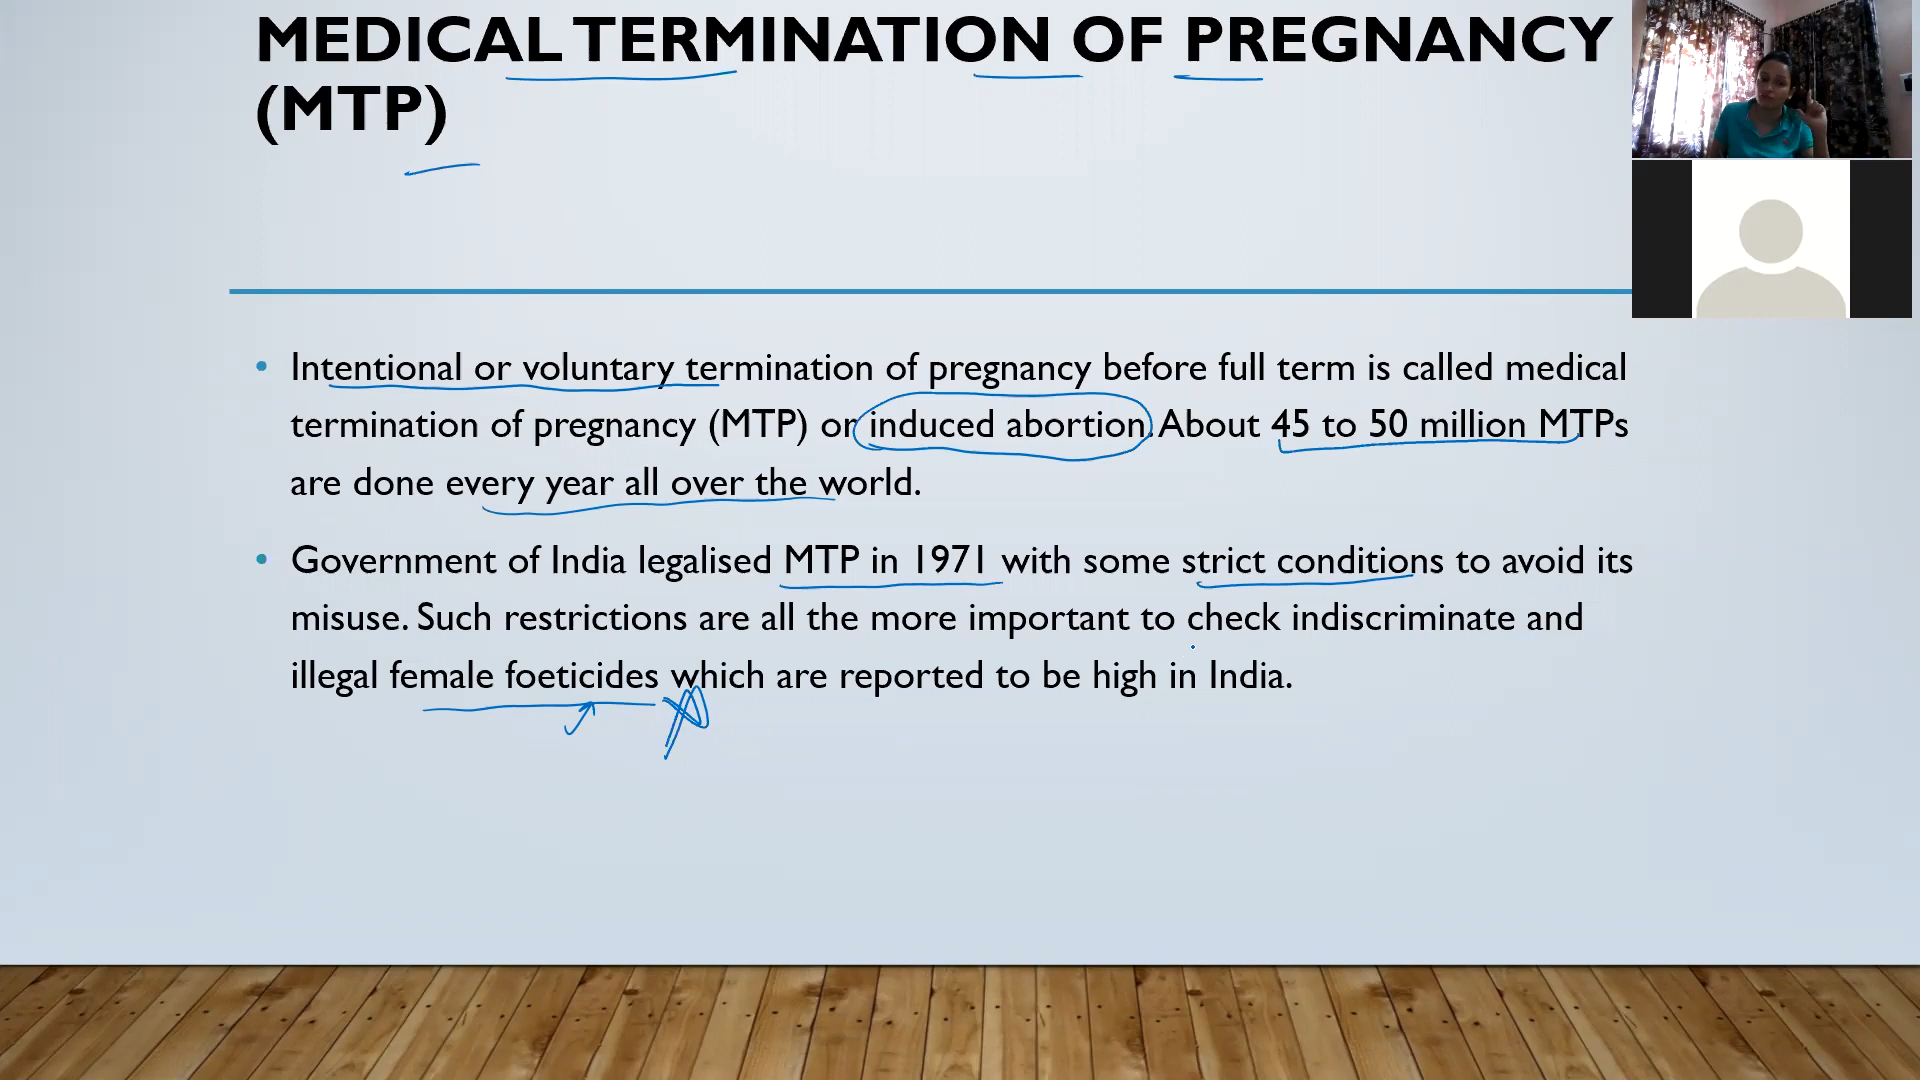 MEDICAL TERMINATION OF PREGNANCY
(MTP)
• Intentional or voluntary termination of pregnancy before full term is called medical
termination of pregnancy (MTP) or induced abortion. About 45 to 50 million MTPs
are done every year all over the world.
• Government of India legalised MTP in 1971 with some strict conditions to avoid its
misuse. Such restrictions are all the more important to check indiscriminate and
illegal female foeticides which are reported to be high in India.